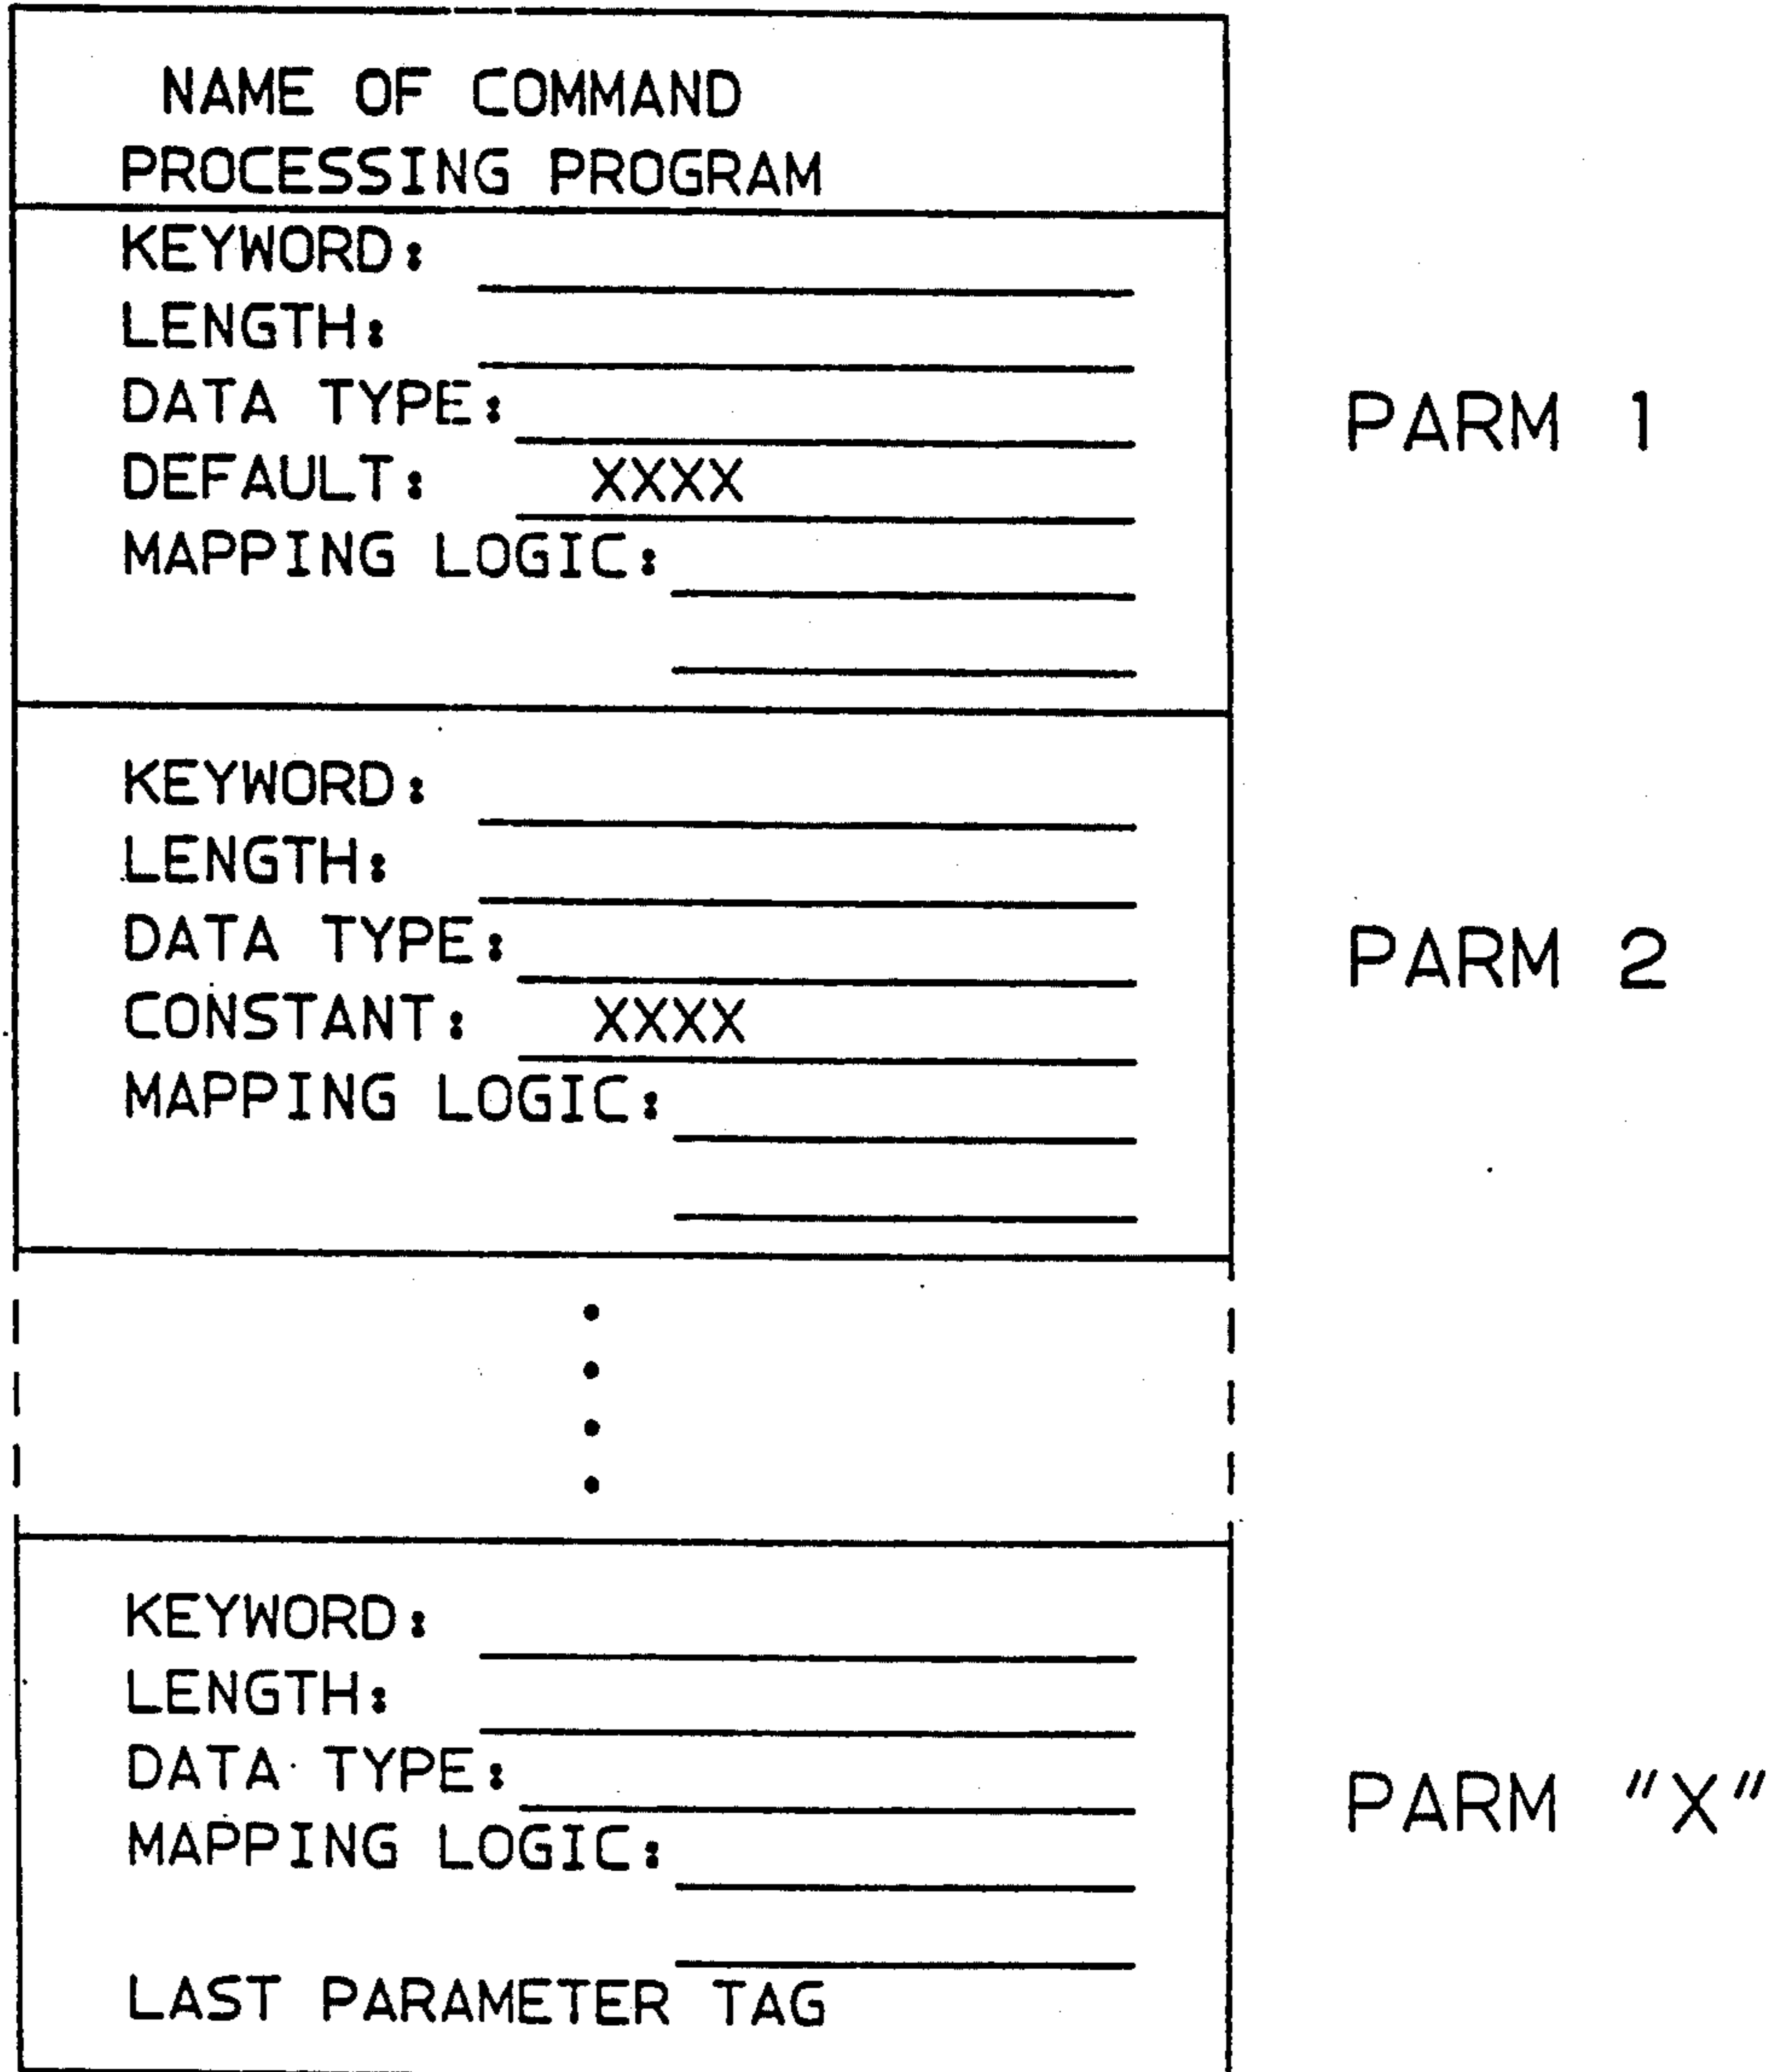 NAME OF COMMAND
PROCESSING PROGRAM
KEYWORD:
LENGTH:
DATA TYPE:
DEFAULT: XXXX
MAPPING LOGIC:
PARM 1
KEYWORD:
LENGTH:
DATA TYPE:
CONSTANT: XXXX
MAPPING LOGIC:
PARM 2
KEYWORD:
LENGTH:
DATA TYPE:
MAPPING LOGIC:
LAST PARAMETER TAG
PARM "X"